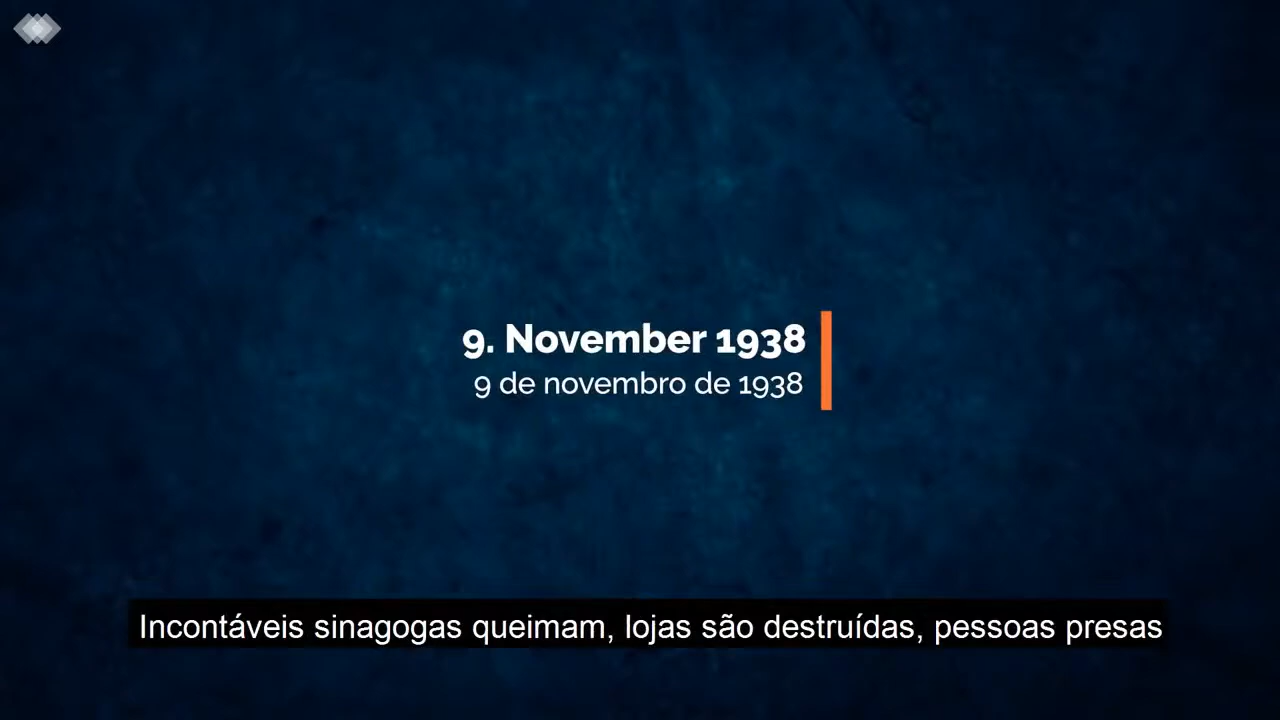 9. November 1938
9 de novembro de 1938
Incontáveis sinagogas queimam, lojas são destruídas, pessoas presas